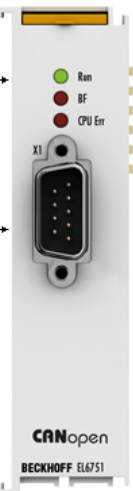 Run
BF
CPU Err
X1
CANopen
BECKHOFF EL6751